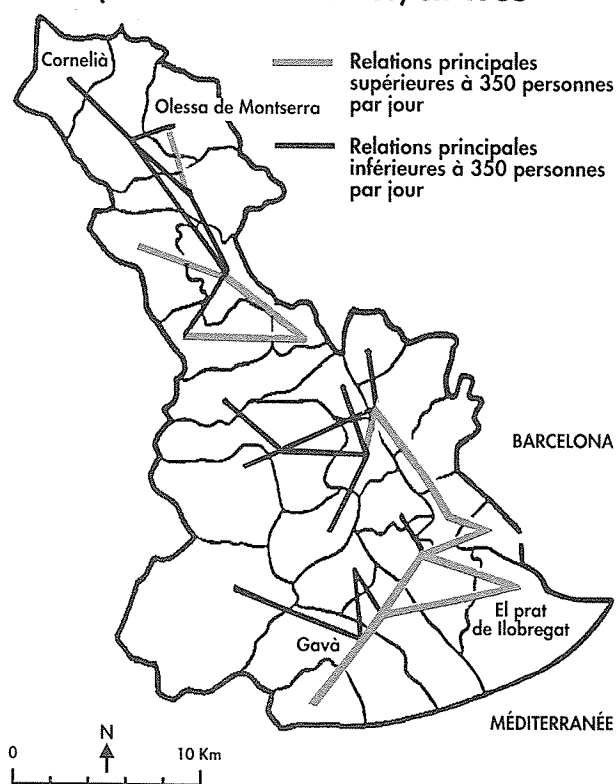 Cornelià
Olessa de Montserra
Relations principales
supérieures à 350 personnes
par jour
Relations principales
inférieures à 350 personnes
par jour
BARCELONA
El prat
de llobregat
Gavà
MÉDITERRANÉE
N
0 10 Km